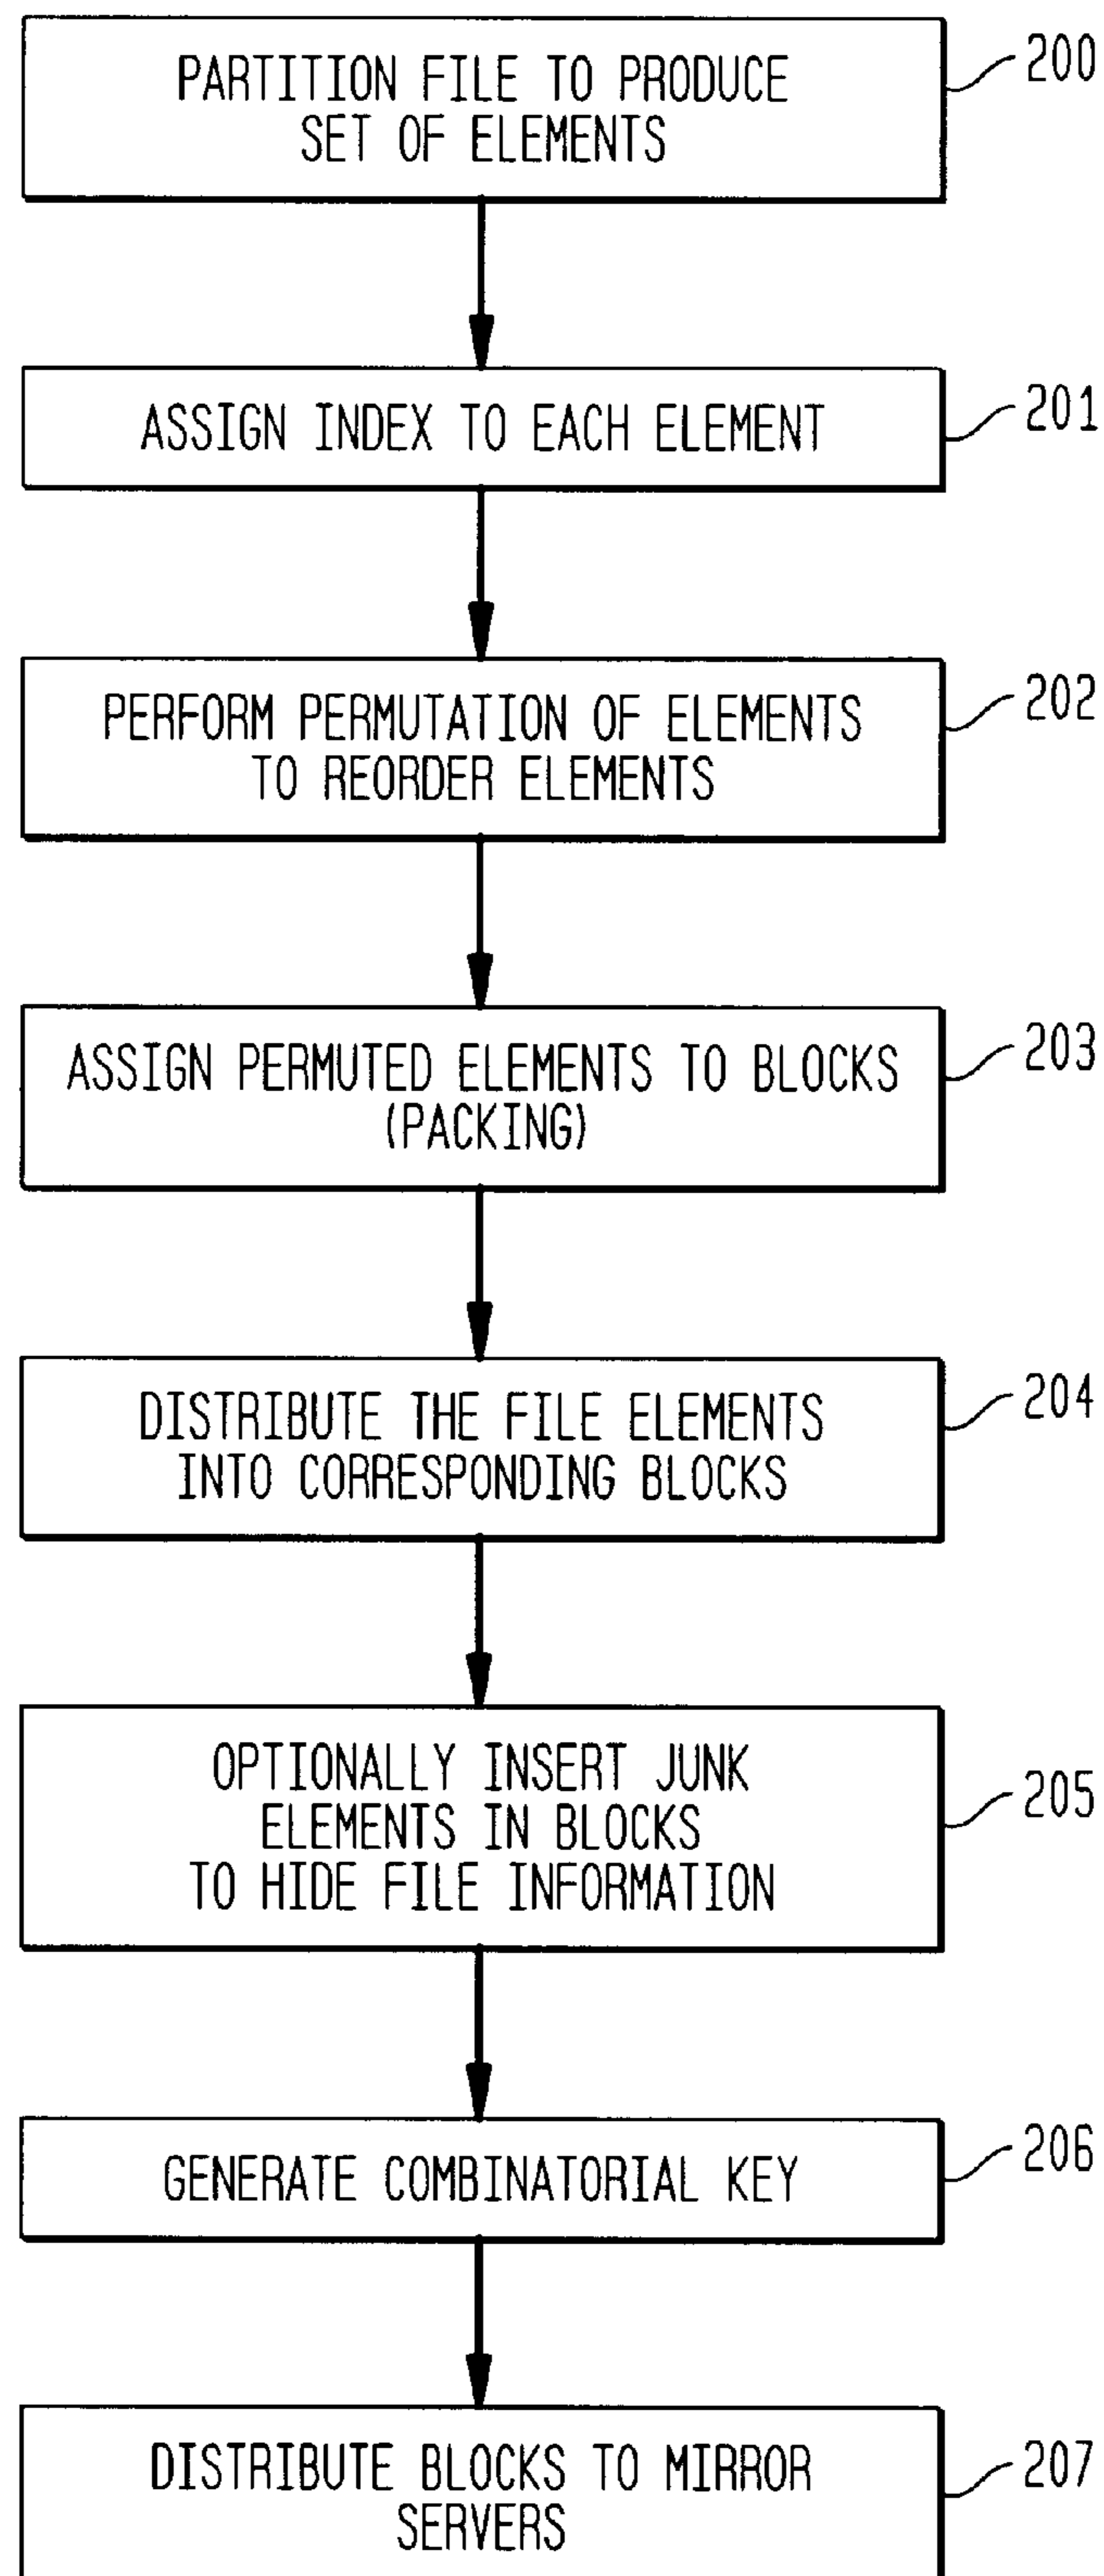 PARTITION FILE TO PRODUCE
SET OF ELEMENTS
200
ASSIGN INDEX TO EACH ELEMENT
201
PERFORM PERMUTATION OF ELEMENTS
TO REORDER ELEMENTS
202
ASSIGN PERMUTED ELEMENTS TO BLOCKS
(PACKING)
203
DISTRIBUTE THE FILE ELEMENTS
INTO CORRESPONDING BLOCKS
204
OPTIONALLY INSERT JUNK
ELEMENTS IN BLOCKS
TO HIDE FILE INFORMATION
205
GENERATE COMBINATORIAL KEY
206
DISTRIBUTE BLOCKS TO MIRROR
SERVERS
207